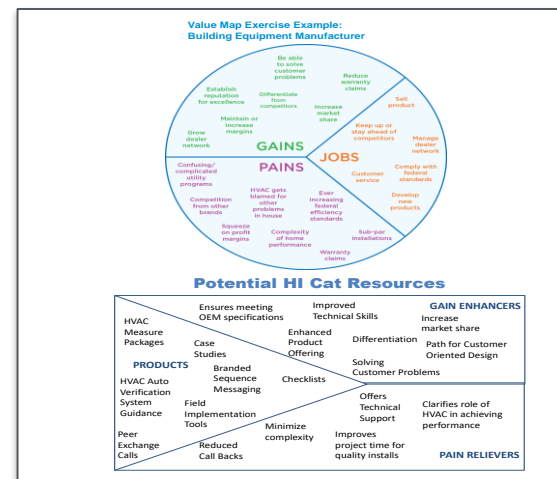 Value Map Exercise Example:
Building Equipment Manufacturer
Be able
to solve
customer
problems
Reduce
warranty
claims
Establish
reputation
for excellence
Differentiate
from
competitors
Increase
market
share
Maintain or
increase
margins
Grow
dealer
network
GAINS
Sell
product
Keep up or
stay ahead of
competitors
Manage
dealer
network
JOBS
Comply with
federal
standards
Customer
service
Develop
new
products
PAINS
Confusing/
complicated
utility
programs
HVAC gets
blamed for
other
problems
in house
Ever
increasing
federal
efficiency
standards
Competition
from other
brands
Squeeze
on profit
margins
Complexity
of home
performance
Sub-par
installations
Warranty
claims
Potential HI Cat Resources
Ensures meeting
OEM specifications
Improved
Technical Skills
GAIN ENHANCERS
HVAC
Measure
Packages
Increase
market share
Case
Studies
Enhanced
Product
Offering
Differentiation
Path for Customer
Oriented Design
PRODUCTS
Branded
Sequence
Messaging
Checklists
Solving
Customer Problems
HVAC Auto
Verification
System
Guidance
Field
Implementation
Tools
Offers
Technical
Support
Clarifies role of
HVAC in achieving
performance
Peer
Exchange
Calls
Reduced
Call Backs
Minimize
complexity
Improves
project time for
quality installs
PAIN RELIEVERS